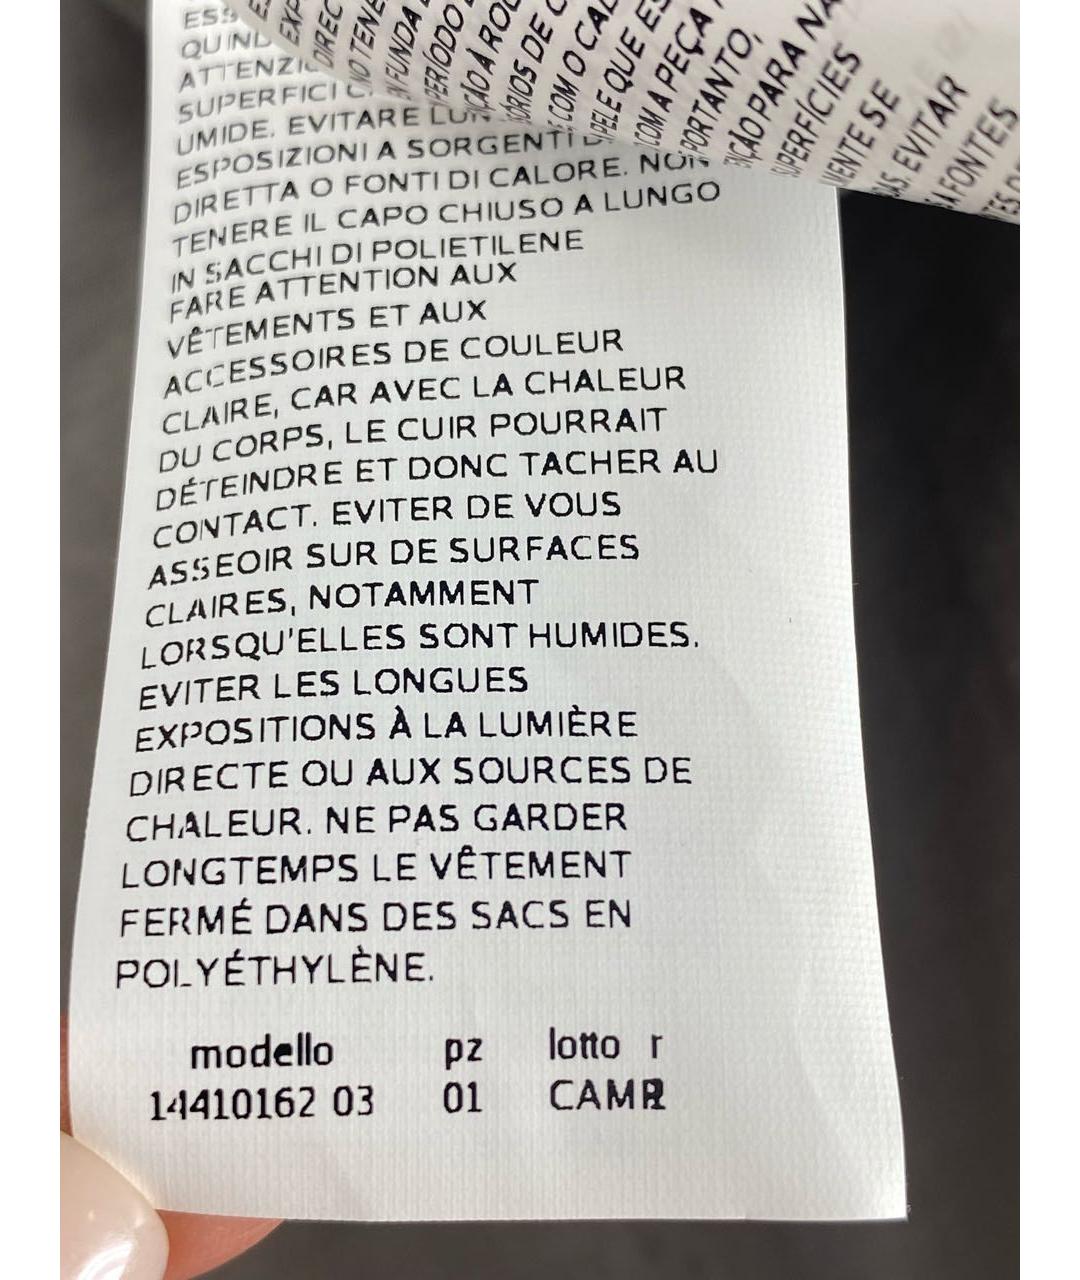 ATTENZI
SUPERFICI
UMIDE. EVITARE
ESPOSIZIONI A SORGENTI
DIRETTA O FONTI DI CALORE. NON
TENERE IL CAPO CHIUSO A LUNGO
IN SACCHI DI POLIETILENE
FARE ATTENTION AUX
VÊTEMENTS ET AUX
ACCESSOIRES DE COULEUR
CLAIRE, CAR AVEC LA CHALEUR
DU CORPS, LE CUIR POURRAIT
DÉTEINDRE ET DONC TACHER AU
CONTACT. EVITER DE VOUS
ASSEOIR SUR DE SURFACES
CLAIRES, NOTAMMENT
LORSQU'ELLES SONT HUMIDES.
EVITER LES LONGUES
EXPOSITIONS À LA LUMIÈRE
DIRECTE OU AUX SOURCES DE
CHALEUR. NE PAS GARDER
LONGTEMPS LE VÊTEMENT
FERMÉ DANS DES SACS EN
POLYÉTHYLÈNE.
modello pz lotto r
14410162 03 01 CAMR
COM O CAL
PELE QUE ES
COM A PEÇA
PORTANTO,
PARA NA
SUPERFÍCIES
ENTE SE
EVITAR
FONTES